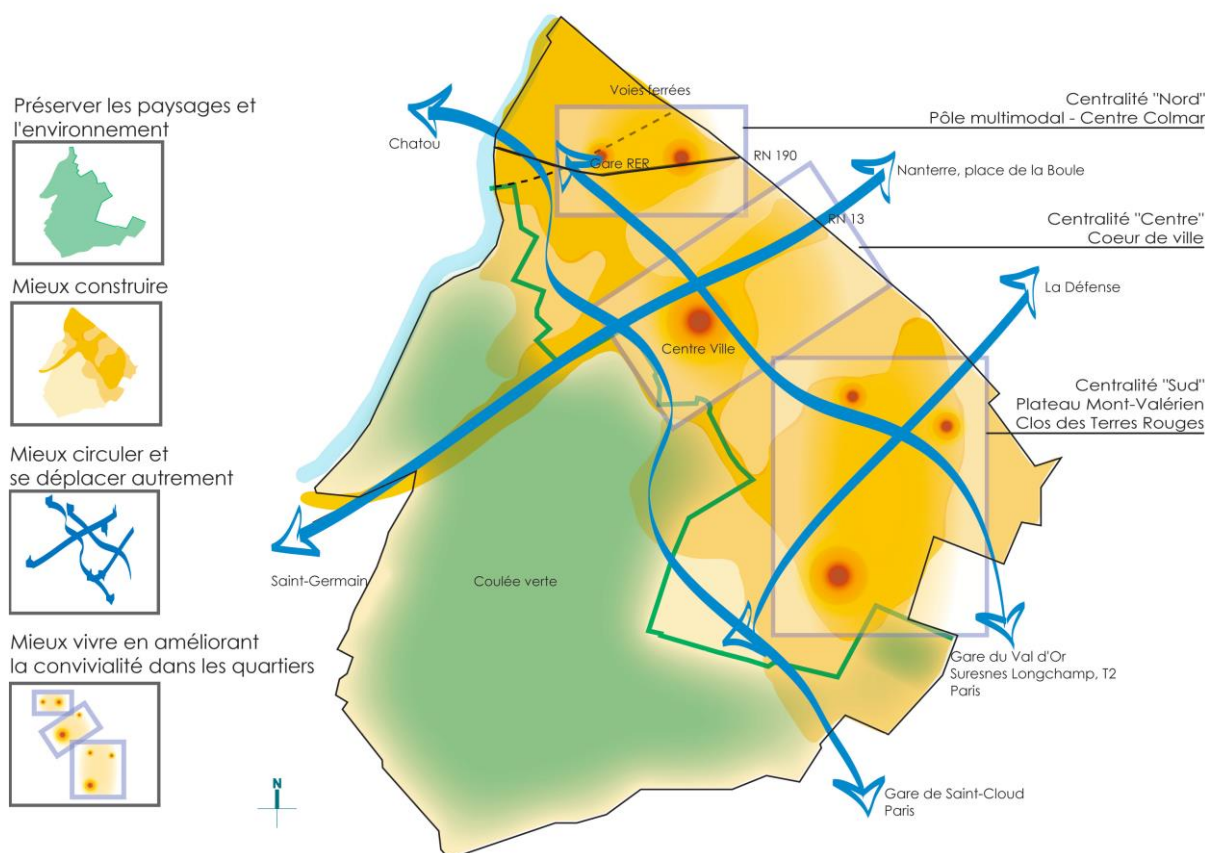 Préserver les paysages et
l'environnement
Mieux construire
Mieux circuler et
se déplacer autrement
Mieux vivre en améliorant
la convivialité dans les quartiers
Voies ferrées
Chatou
Gare RER
RN 190
Centralité "Nord"
Pôle multimodal - Centre Colmar
Nanterre, place de la Boule
RN 13
Centralité "Centre"
Coeur de ville
La Défense
Centre Ville
Centralité "Sud"
Plateau Mont-Valérien
Clos des Terres Rouges
Saint-Germain
Coulée verte
Gare du Val d'Or
Suresnes Longchamp, T2
Paris
Gare de Saint-Cloud
Paris
N